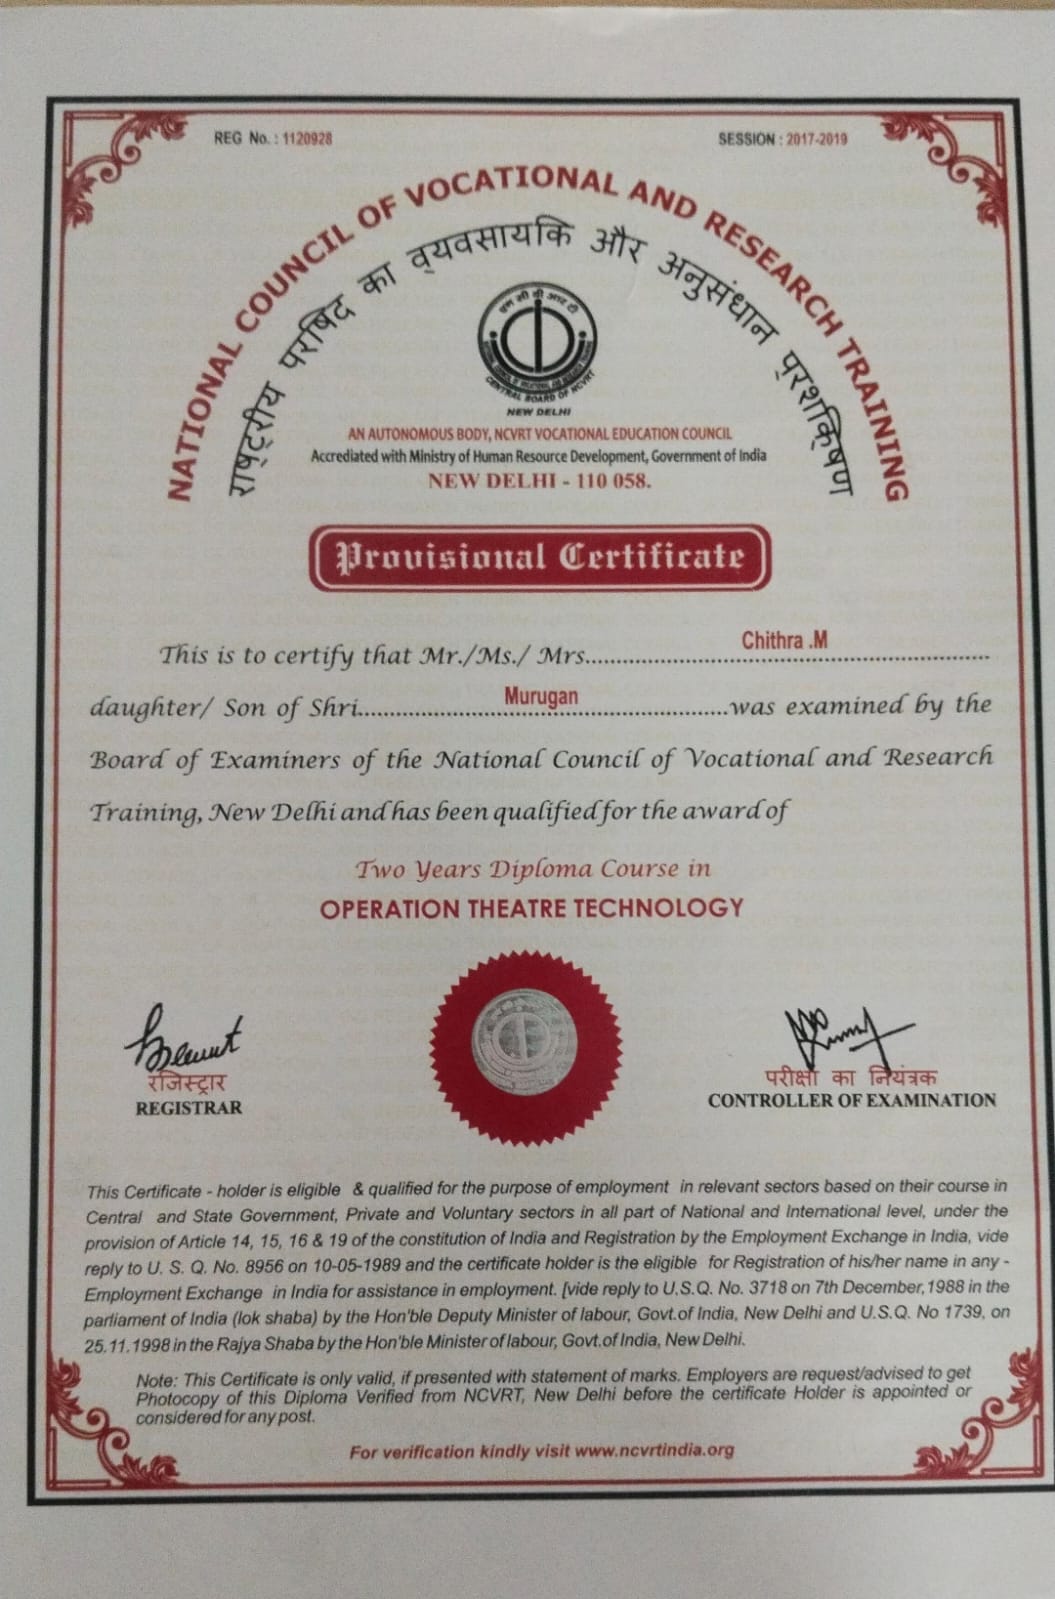 REG No. : 1120928
SESSION : 2017-2019
NATIONAL COUNCIL OF VOCATIONAL AND RESEARCH TRAINING
राष्ट्रीय परषिद का व्यवसायकि और अनुसंधान प्रशकि्षण
एन सी वी आर टी
CENTRAL BOARD OF NCVRT
NEW DELHI
AN AUTONOMOUS BODY, NCVRT VOCATIONAL EDUCATION COUNCIL
Accrediated with Ministry of Human Resource Development, Government of India
NEW DELHI - 110 058.
Provisional Certificate
This is to certify that Mr./Ms./ Mrs. Chithra .M
daughter/ Son of Shri. Murugan was examined by the
Board of Examiners of the National Council of Vocational and Research
Training, New Delhi and has been qualified for the award of
Two Years Diploma Course in
OPERATION THEATRE TECHNOLOGY
रजिस्ट्रार
REGISTRAR
परीक्षा का नियंत्रक
CONTROLLER OF EXAMINATION
This Certificate - holder is eligible & qualified for the purpose of employment in relevant sectors based on their course in
Central and State Government, Private and Voluntary sectors in all part of National and International level, under the
provision of Article 14, 15, 16 & 19 of the constitution of India and Registration by the Employment Exchange in India, vide
reply to U. S. Q. No. 8956 on 10-05-1989 and the certificate holder is the eligible for Registration of his/her name in any -
Employment Exchange in India for assistance in employment. [vide reply to U.S.Q. No. 3718 on 7th December,1988 in the
parliament of India (lok shaba) by the Hon'ble Deputy Minister of labour, Govt.of India, New Delhi and U.S.Q. No 1739, on
25.11.1998 in the Rajya Shaba by the Hon'ble Minister of labour, Govt.of India, New Delhi.
Note: This Certificate is only valid, if presented with statement of marks. Employers are request/advised to get
Photocopy of this Diploma Verified from NCVRT, New Delhi before the certificate Holder is appointed or
considered for any post.
For verification kindly visit www.ncvrtindia.org